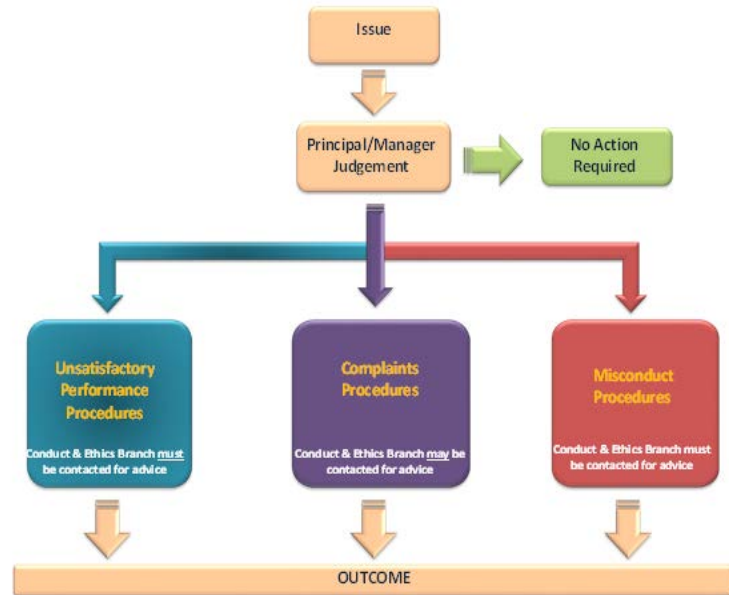 Issue
Principal/Manager
Judgement
No Action
Required
Unsatisfactory
Performance
Procedures
Conduct & Ethics Branch must
be contacted for advice
Complaints
Procedures
Conduct & Ethics Branch may be
contacted for advice
Misconduct
Procedures
Conduct & Ethics Branch must
be contacted for advice
OUTCOME